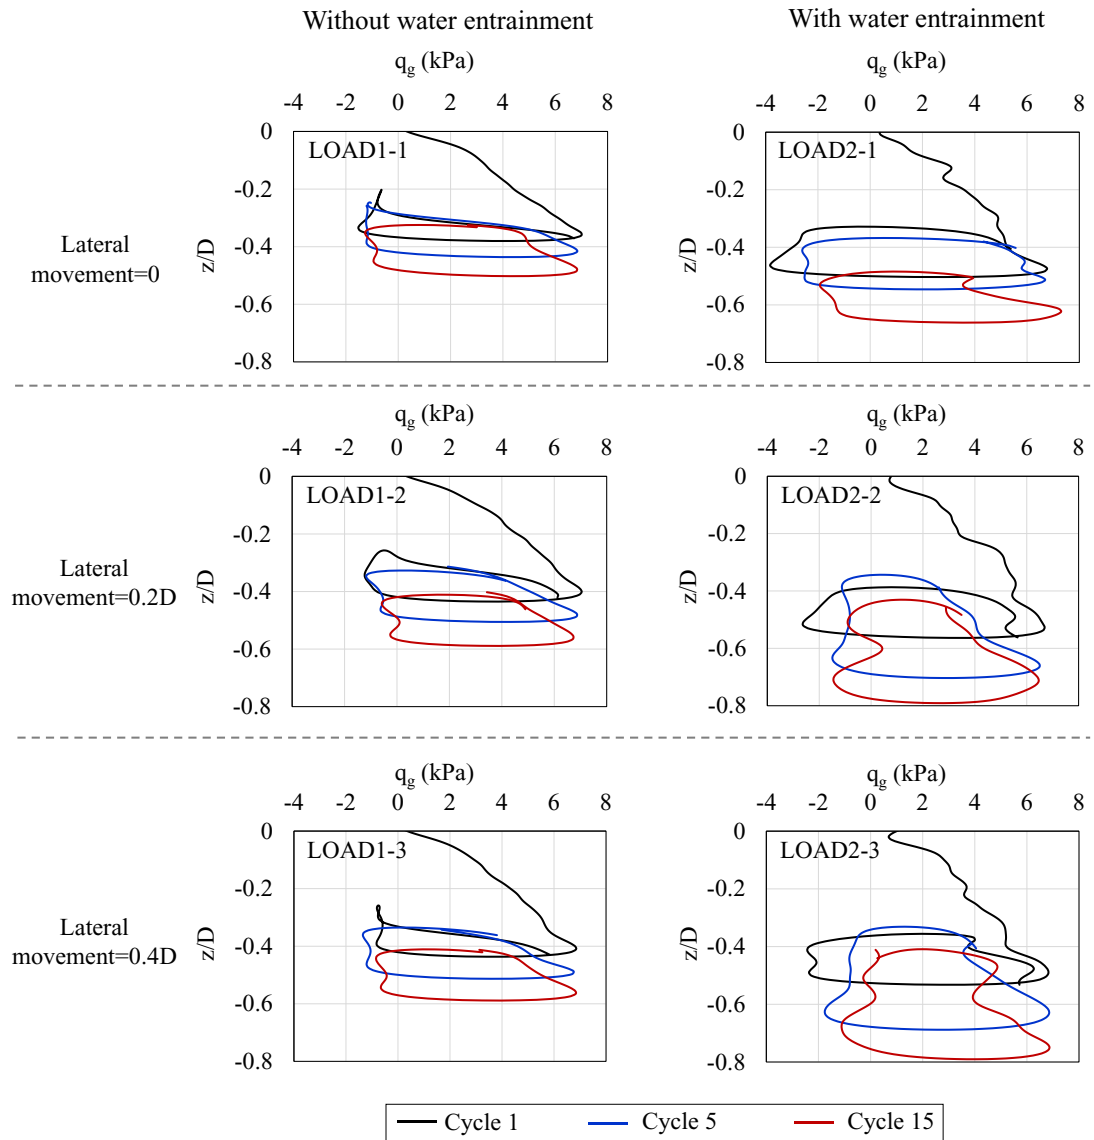 Without water entrainment
With water entrainment
q_g (kPa)
q_g (kPa)
-4 -2 0 2 4 6 8
-4 -2 0 2 4 6 8
0
-0.2
-0.4
-0.6
-0.8
z/D
LOAD1-1
0
-0.2
-0.4
-0.6
-0.8
z/D
LOAD2-1
Lateral
movement=0
q_g (kPa)
q_g (kPa)
-4 -2 0 2 4 6 8
-4 -2 0 2 4 6 8
0
-0.2
-0.4
-0.6
-0.8
z/D
LOAD1-2
0
-0.2
-0.4
-0.6
-0.8
z/D
LOAD2-2
Lateral
movement=0.2D
q_g (kPa)
q_g (kPa)
-4 -2 0 2 4 6 8
-4 -2 0 2 4 6 8
0
-0.2
-0.4
-0.6
-0.8
z/D
LOAD1-3
0
-0.2
-0.4
-0.6
-0.8
z/D
LOAD2-3
Lateral
movement=0.4D
Cycle 1 Cycle 5 Cycle 15